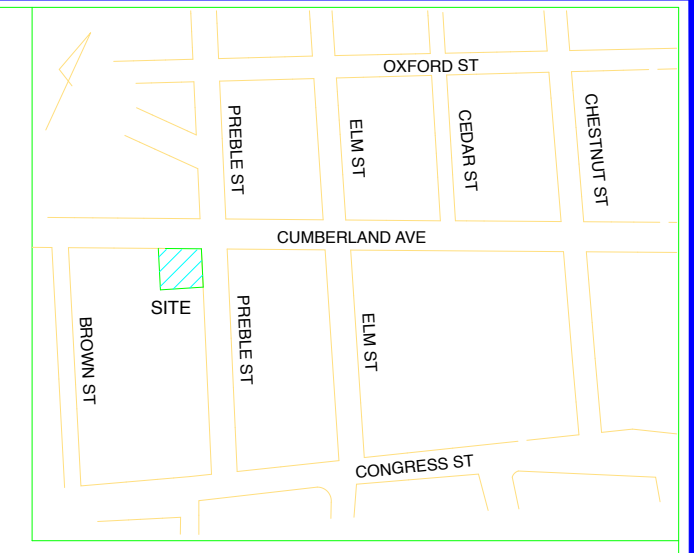 OXFORD ST
PREBLE ST
ELM ST
CEDAR ST
CHESTNUT ST
CUMBERLAND AVE
SITE
BROWN ST
PREBLE ST
ELM ST
CONGRESS ST